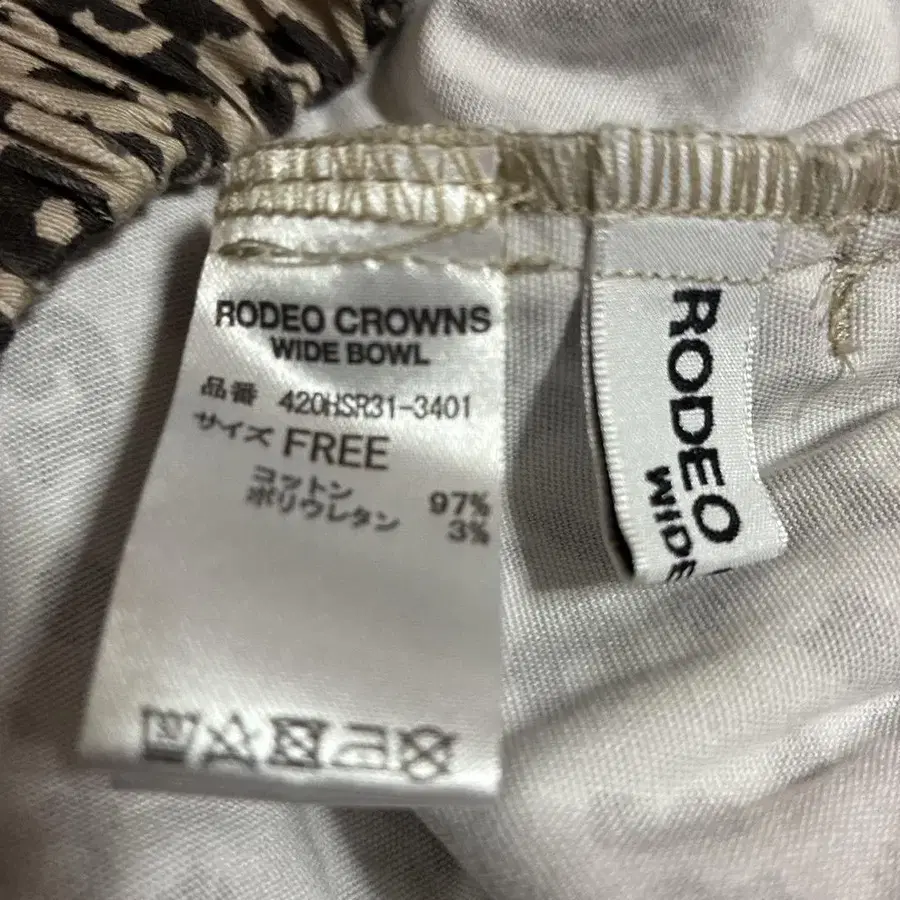 RODEO CROWNS
WIDE BOWL
品番 420HSR31-3401
サイズ FREE
コットン 97%
ポリウレタン 3%
RODEO
WIDE